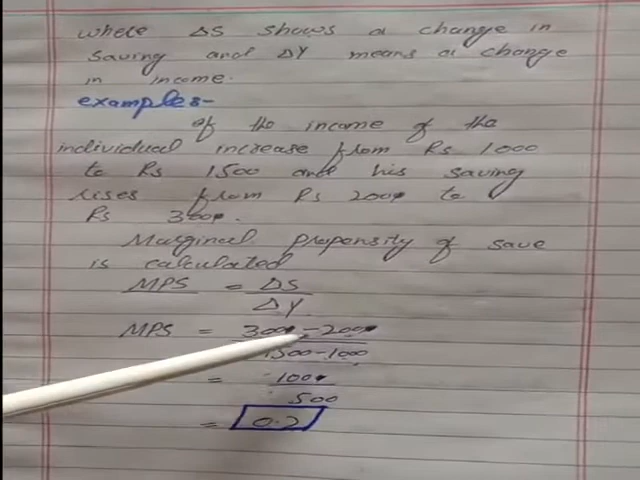 where ΔS shows a change in
saving and ΔY means a change
in income.
examples-
If the income of the
individual increase from Rs 1000
to Rs 1500 and his saving
rises from Rs 200 to
Rs 300.
Marginal propensity of save
is calculated
MPS = ΔS
ΔY
MPS = 300-200
1500-1000
= 100
500
= 0.2